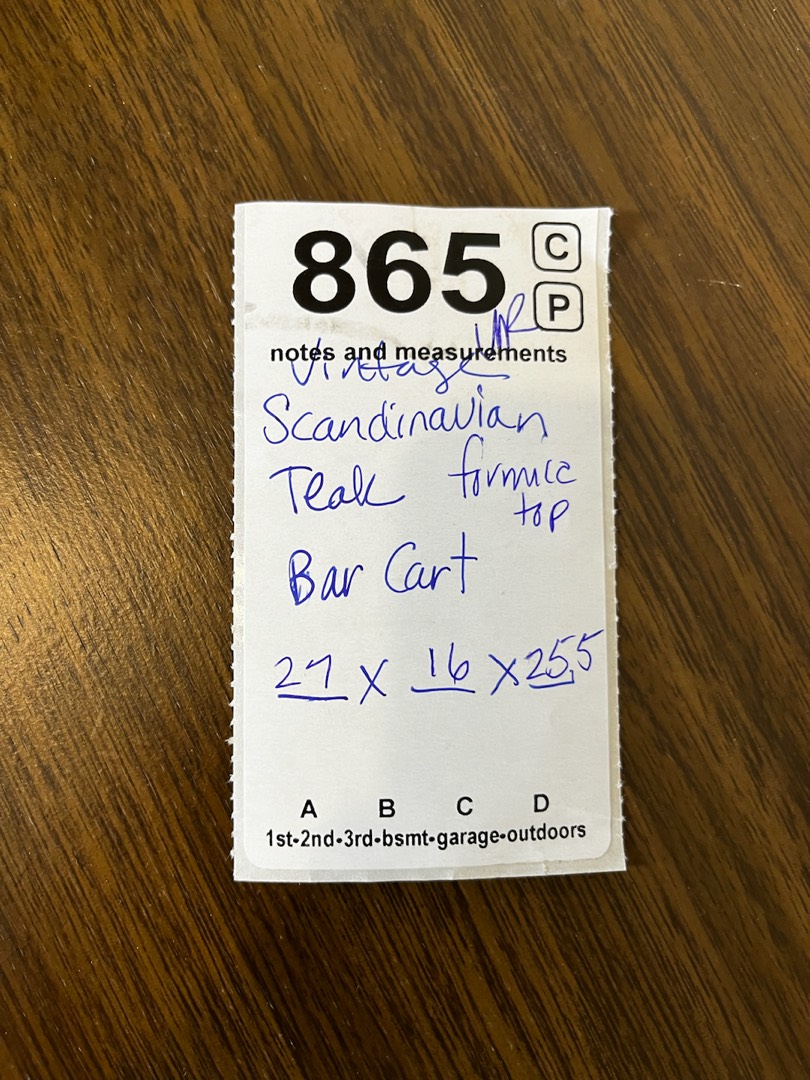 865 C
P
UR
notes and measurements
Vintage
Scandinavian
Teak formica
top
Bar Cart
27 x 16 x 25.5
A B C D
1st-2nd-3rd-bsmt-garage-outdoors